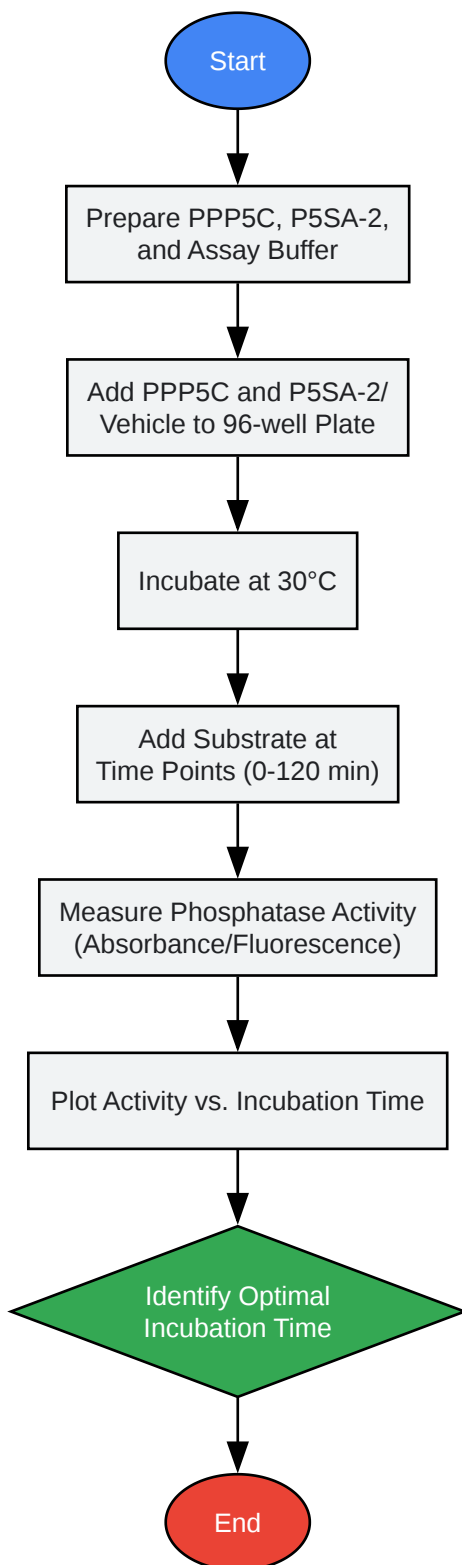 Start
Prepare PPP5C, P5SA-2,
and Assay Buffer
Add PPP5C and P5SA-2/
Vehicle to 96-well Plate
Incubate at 30°C
Add Substrate at
Time Points (0-120 min)
Measure Phosphatase Activity
(Absorbance/Fluorescence)
Plot Activity vs. Incubation Time
Identify Optimal
Incubation Time
End